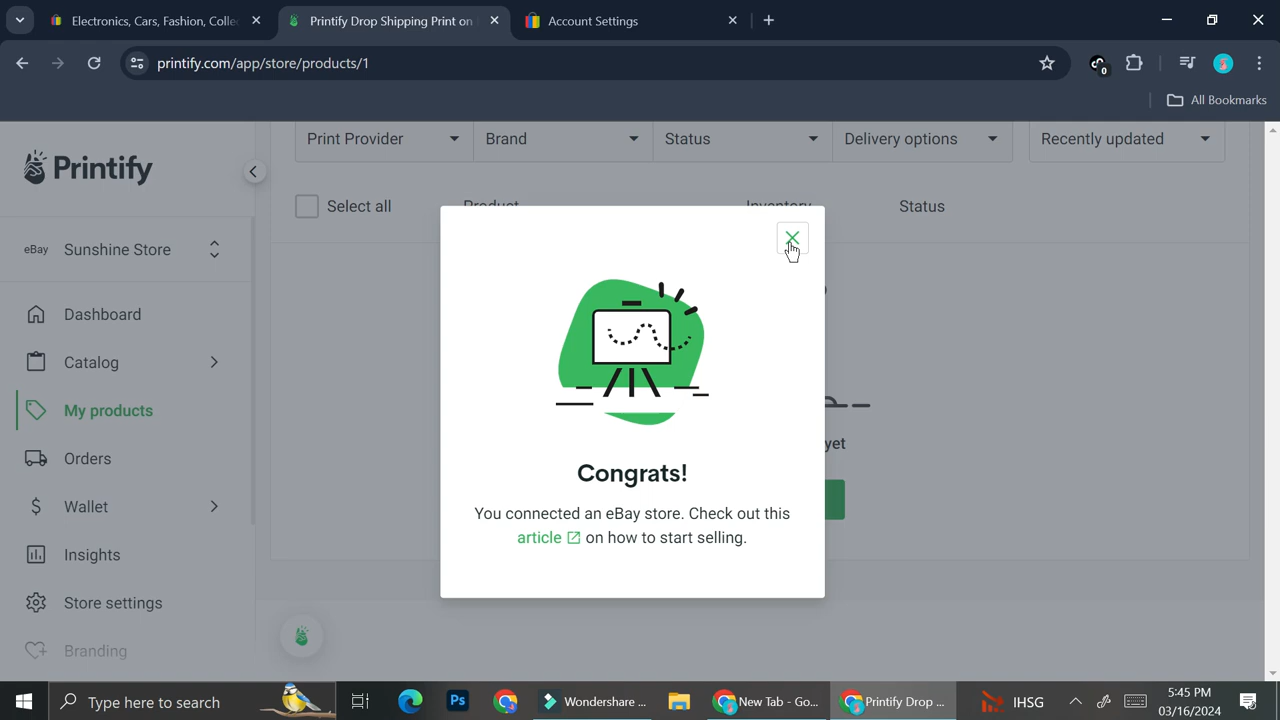 Electronics, Cars, Fashion, Colle
Printify Drop Shipping Print on
Account Settings
printify.com/app/store/products/1
0
All Bookmarks
Printify
Print Provider
Brand
Status
Delivery options
Recently updated
Select all
Product
Inventory
Status
eBay Sunshine Store
Dashboard
Catalog
My products
Orders
$ Wallet
Insights
Store settings
Branding
yet
Congrats!
You connected an eBay store. Check out this
article on how to start selling.
Type here to search
Ps
Wondershare ...
New Tab - Go...
Printify Drop ...
IHSG
5:45 PM
03/16/2024